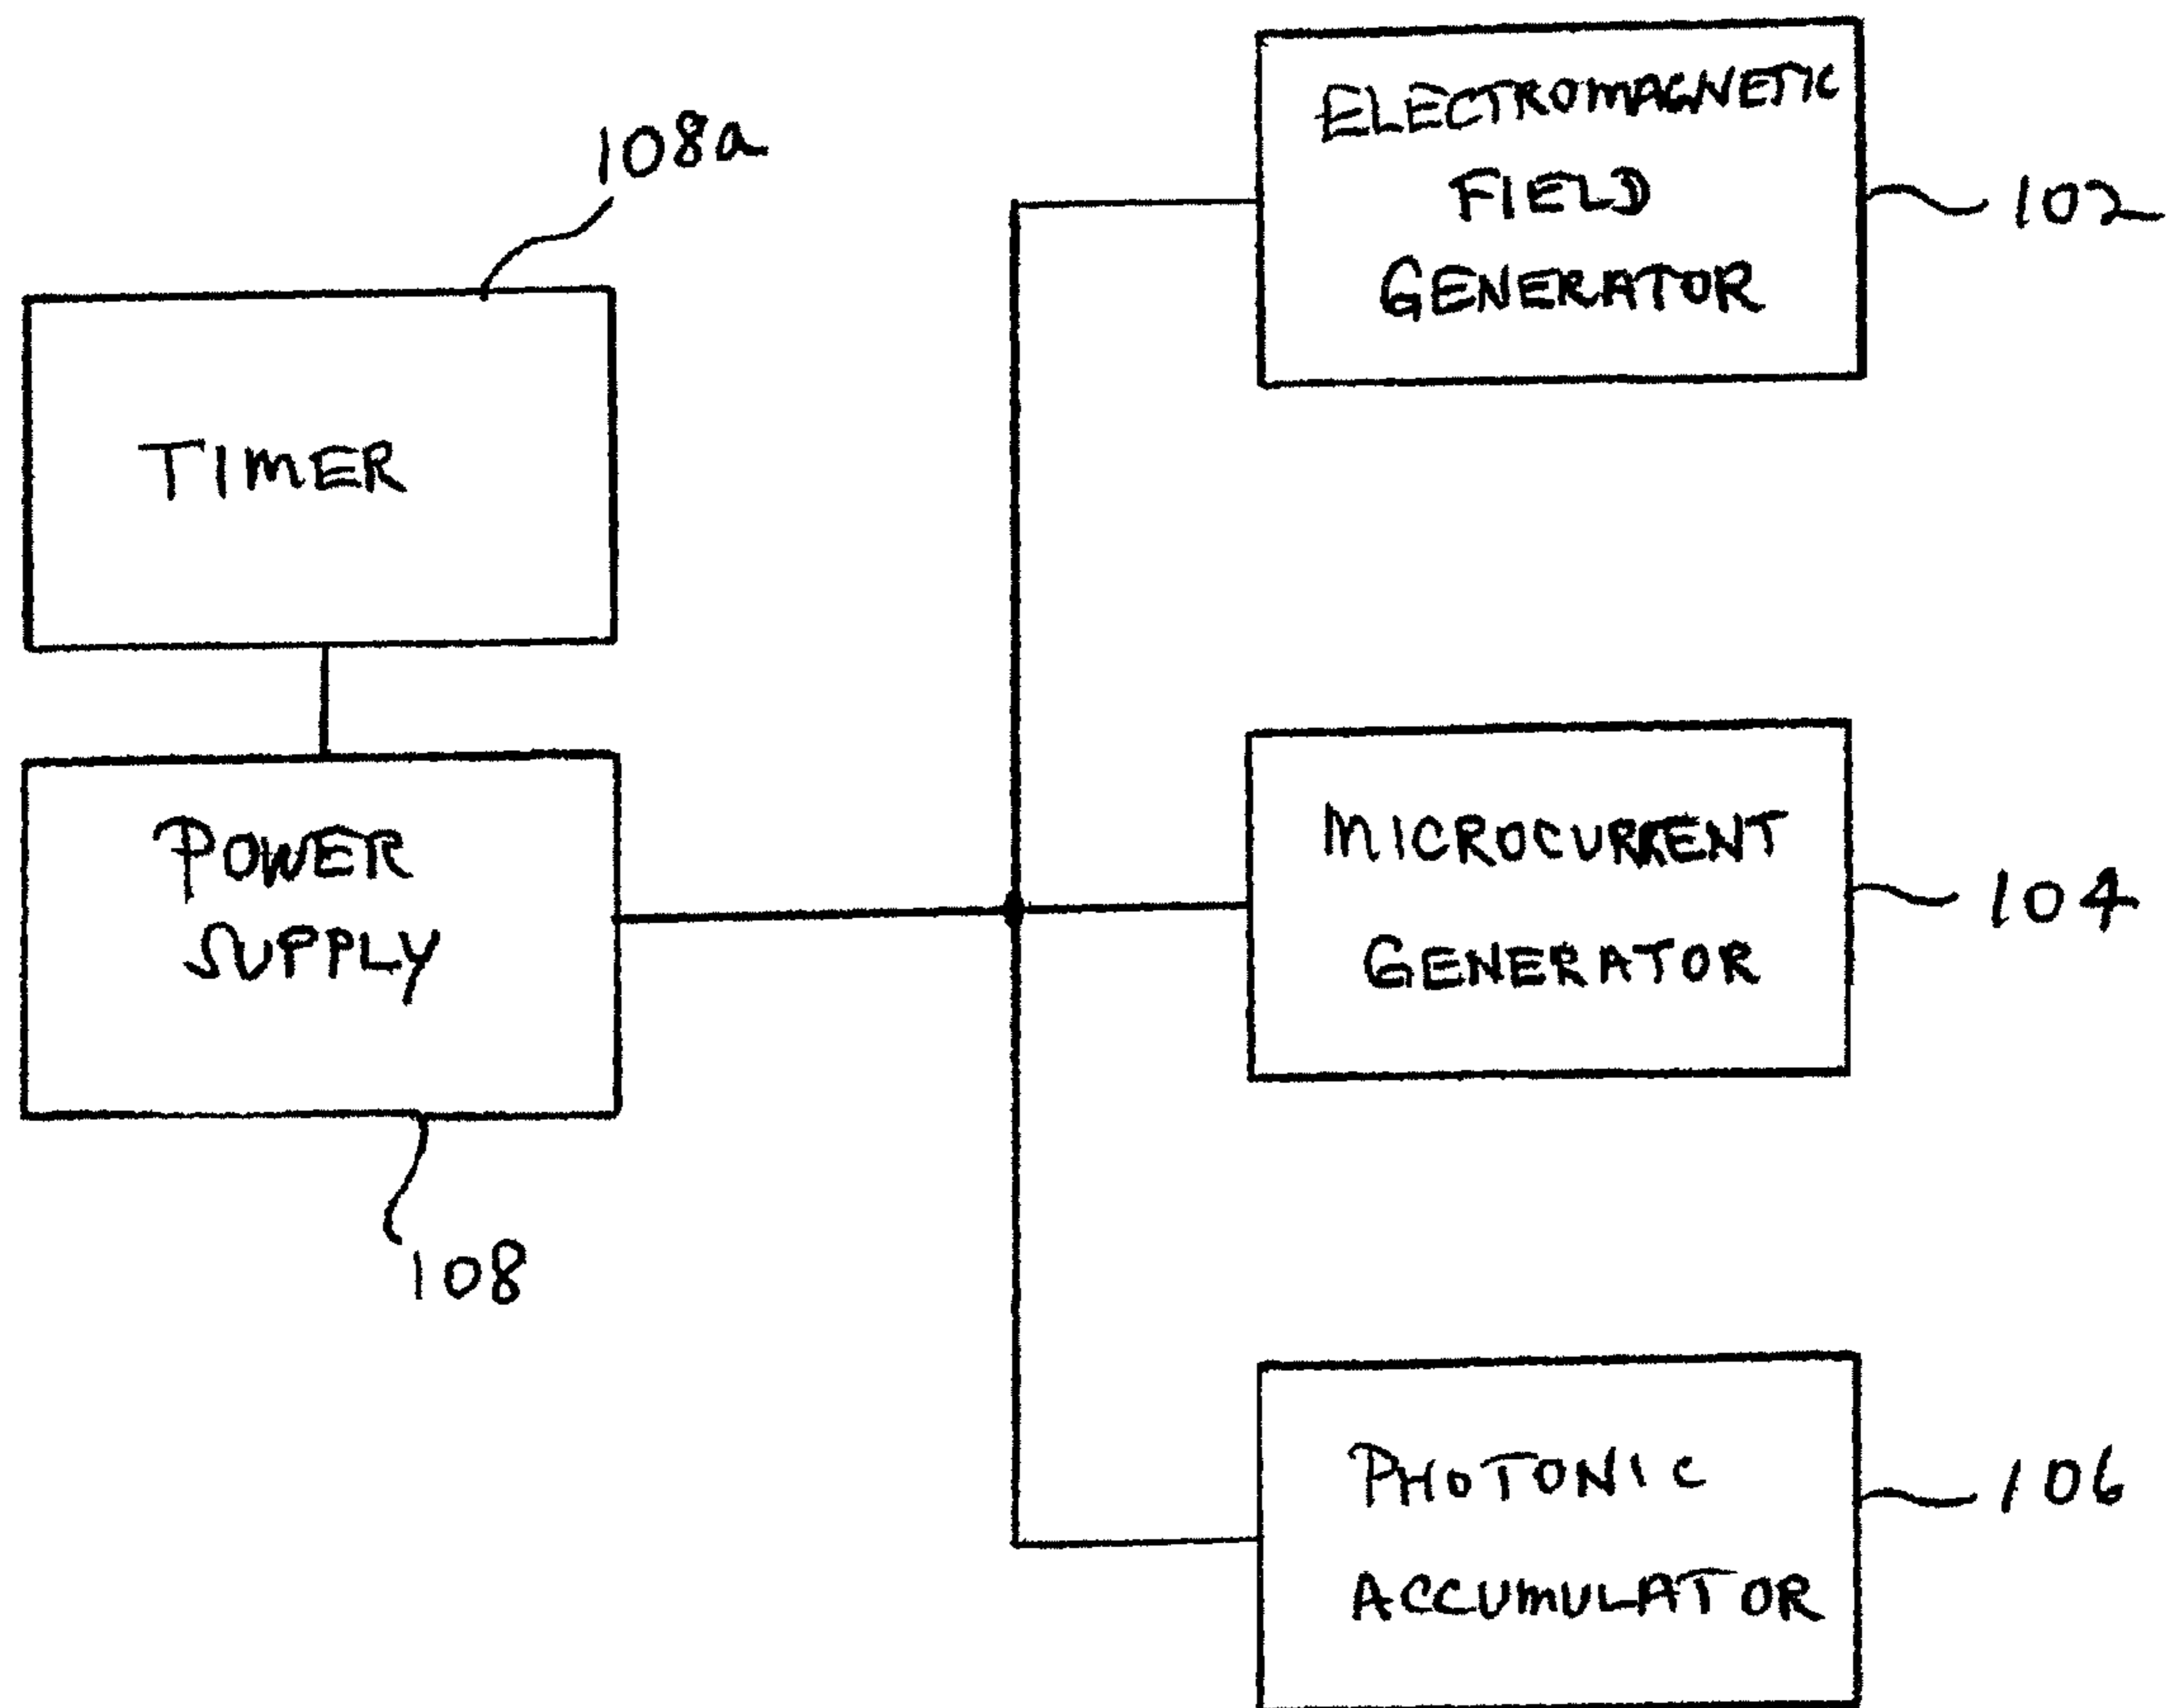 108a
TIMER
POWER
SUPPLY
108
ELECTROMAGNETIC
FIELD
GENERATOR
102
MICROCURRENT
GENERATOR
104
PHOTONIC
ACCUMULATOR
106